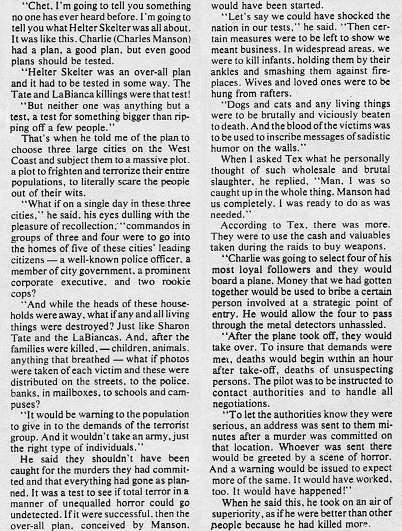 "Chet, I'm going to tell you something
no one has ever heard before. I'm going to
tell you what Helter Skelter was all about.
It was like this. Charlie (Charles Manson)
had a plan, a good plan, but even good
plans should be tested.
"Helter Skelter was an over-all plan
and it had to be tested in some way. The
Tate and LaBianca killings were that test!
"But neither one was anything but a
test, a test for something bigger than rip-
ping off a few people."
That's when he told me of the plan to
choose three large cities on the West
Coast and subject them to a massive plot,
a plot to frighten and terrorize their entire
populations, to literally scare the people
out of their wits.
"What if on a single day in these three
cities," he said, his eyes dulling with the
pleasure of recollection, "commandos in
groups of three and four were to go into
the homes of five of these cities' leading
citizens — a well-known police officer, a
member of city government, a prominent
corporate executive, and two rookie
cops?
"And while the heads of these house-
holds were away, what if any and all living
things were destroyed? Just like Sharon
Tate and the LaBiancas. And, after the
families were killed, — children, animals,
anything that breathed — what if photos
were taken of each victim and these were
distributed on the streets, to the police,
banks, in mailboxes, to schools and cam-
puses?
"It would be warning to the population
to give in to the demands of the terrorist
group. And it wouldn't take an army, just
the right type of individuals."
He said they shouldn't have been
caught for the murders they had commit-
ted and that everything had gone as plan-
ned. It was a test to see if total terror in a
manner of unequalled horror could go
undetected. If it were successful, then the
over-all plan, conceived by Manson,
would have been started.
"Let's say we could have shocked the
nation in our tests," he said. "Then cer-
tain measures were to be left to show we
meant business. In widespread areas, we
were to kill infants, holding them by their
ankles and smashing them against fire-
places. Wives and loved ones were to be
hung from rafters.
"Dogs and cats and any living things
were to be brutally and viciously beaten
to death. And the blood of the victims was
to be used to inscribe messages of sadistic
humor on the walls."
When I asked Tex what he personally
thought of such wholesale and brutal
slaughter, he replied, "Man, I was so
caught up in the whole thing. Manson had
us completely. I was ready to do as was
needed."
According to Tex, there was more.
They were to use the cash and valuables
taken during the raids to buy weapons.
"Charlie was going to select four of his
most loyal followers and they would
board a plane. Money that we had gotten
together would be used to bribe a certain
person involved at a strategic point of
entry. He would allow the four to pass
through the metal detectors unhassled.
"After the plane took off, they would
take over. To insure that demands were
met, deaths would begin within an hour
after take-off, deaths of unsuspecting
persons. The pilot was to be instructed to
contact authorities and to handle all
negotiations.
"To let the authorities know they were
serious, an address was sent to them mi-
nutes after a murder was committed on
that location. Whoever was sent there
would be greeted by a scene of horror.
And a warning would be issued to expect
more of the same. It would have worked,
too. It would have happened!"
When he said this, he took on an air of
superiority, as if he were better than other
people because he had killed more.